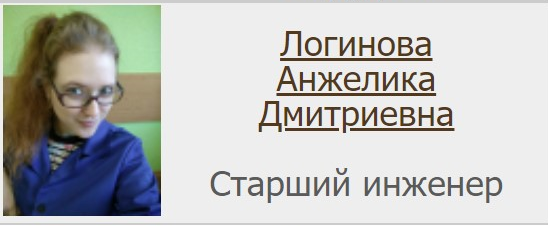 Логинова
Анжелика
Дмитриевна
Старший инженер